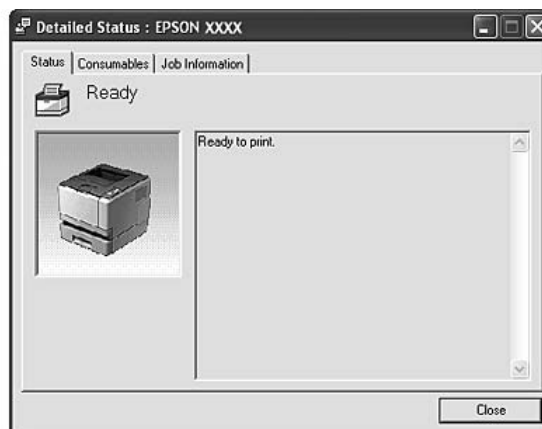 Detailed Status : EPSON XXXX
Status Consumables Job Information
Ready
Ready to print.
Close